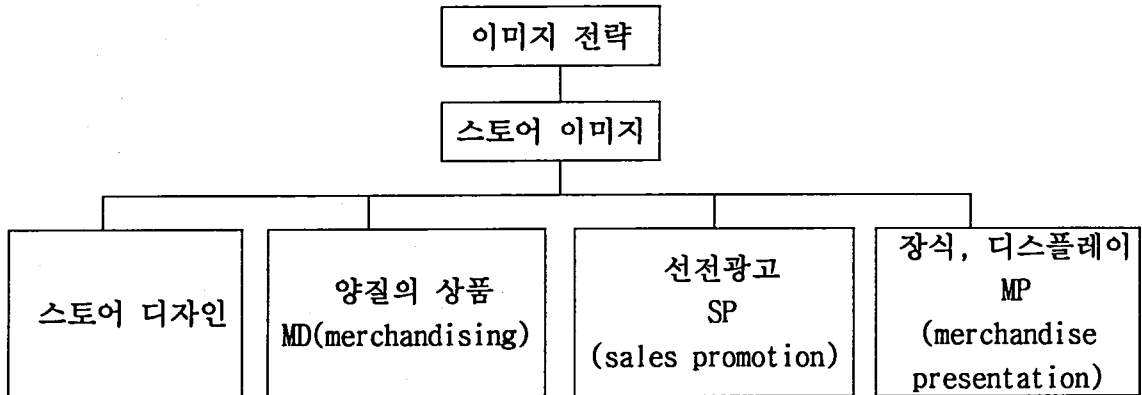 이미지 전략
스토어 이미지
스토어 디자인
양질의 상품
MD(merchandising)
선전광고
SP
(sales promotion)
장식, 디스플레이
MP
(merchandise
presentation)